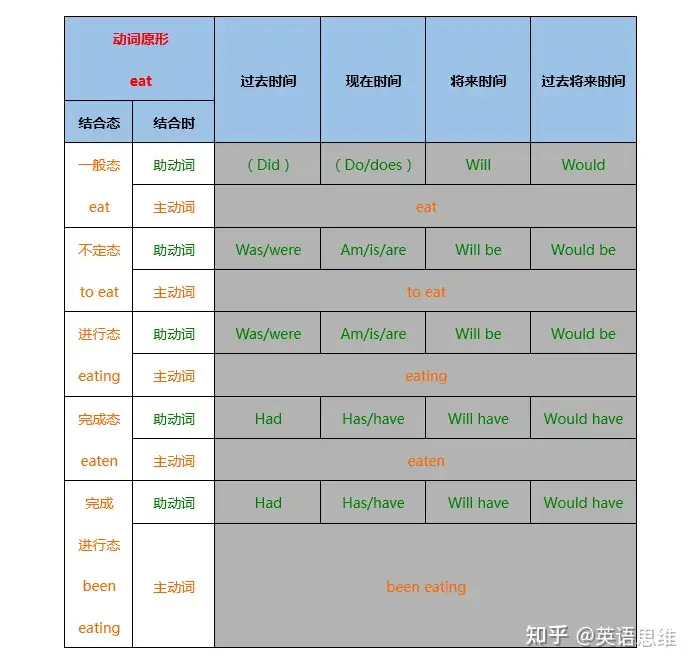 动词原形
eat
过去时间
现在时间
将来时间
过去将来时间
结合态
结合时
一般态
eat
助动词
（Did）
（Do/does）
Will
Would
主动词
eat
不定态
to eat
助动词
Was/were
Am/is/are
Will be
Would be
主动词
to eat
进行态
eating
助动词
Was/were
Am/is/are
Will be
Would be
主动词
eating
完成态
eaten
助动词
Had
Has/have
Will have
Would have
主动词
eaten
完成
进行态
been
eating
助动词
Had
Has/have
Will have
Would have
主动词
been eating
知乎 @英语思维